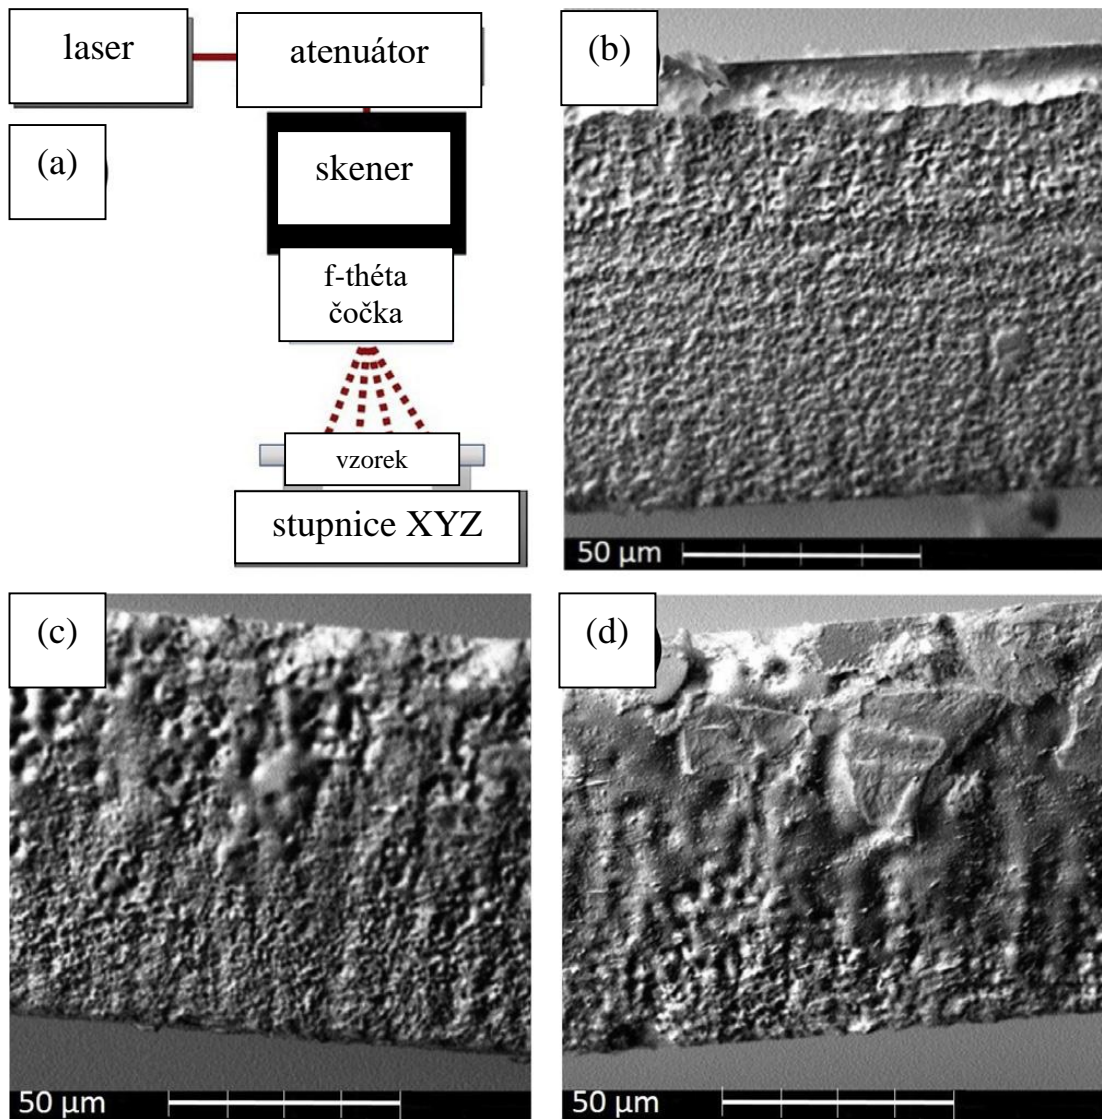 laser
atenuátor
(a)
skener
f-théta
čočka
vzorek
stupnice XYZ
(b)
50 µm
(c)
50 µm
(d)
50 µm